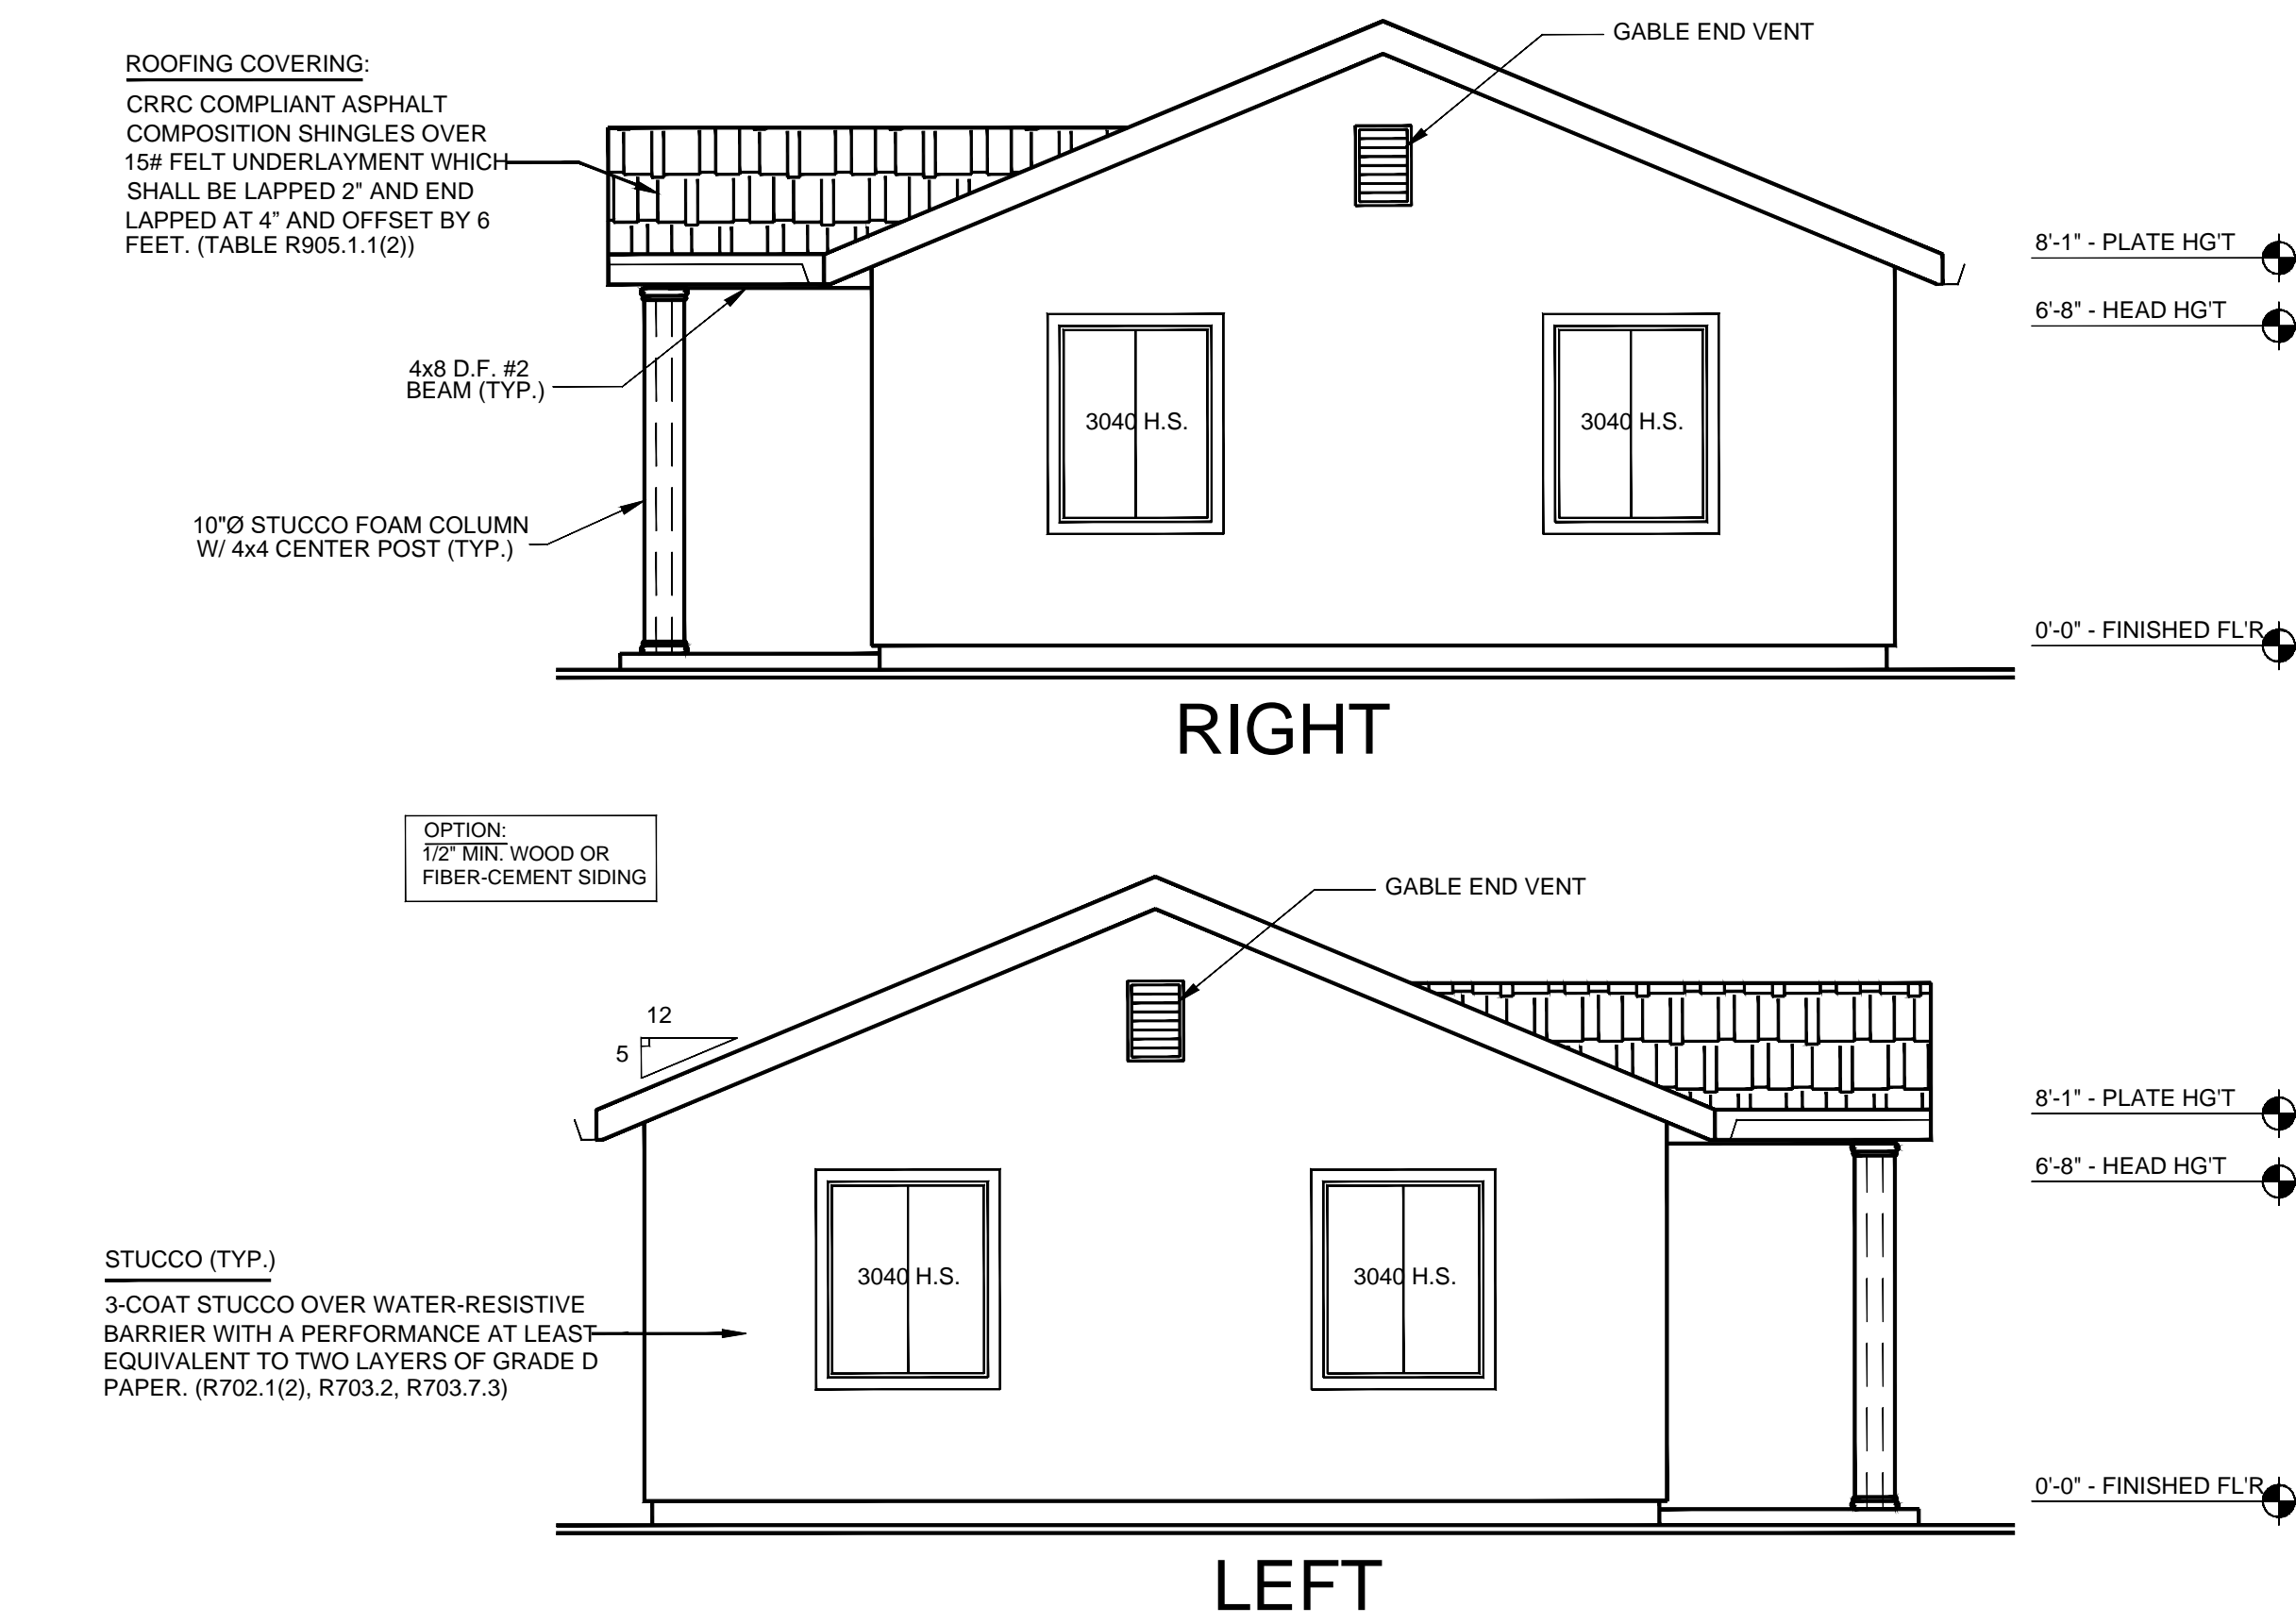 ROOFING COVERING:
CRRC COMPLIANT ASPHALT
COMPOSITION SHINGLES OVER
15# FELT UNDERLAYMENT WHICH
SHALL BE LAPPED 2" AND END
LAPPED AT 4” AND OFFSET BY 6
FEET. (TABLE R905.1.1(2))
GABLE END VENT
8'-1" - PLATE HG'T
6'-8" - HEAD HG'T
4x8 D.F. #2
BEAM (TYP.)
3040 H.S.
3040 H.S.
10"Ø STUCCO FOAM COLUMN
W/ 4x4 CENTER POST (TYP.)
0'-0" - FINISHED FL'R
RIGHT
OPTION:
1/2" MIN. WOOD OR
FIBER-CEMENT SIDING
GABLE END VENT
12
5
8'-1" - PLATE HG'T
6'-8" - HEAD HG'T
STUCCO (TYP.)
3-COAT STUCCO OVER WATER-RESISTIVE
BARRIER WITH A PERFORMANCE AT LEAST
EQUIVALENT TO TWO LAYERS OF GRADE D
PAPER. (R702.1(2), R703.2, R703.7.3)
3040 H.S.
3040 H.S.
0'-0" - FINISHED FL'R
LEFT